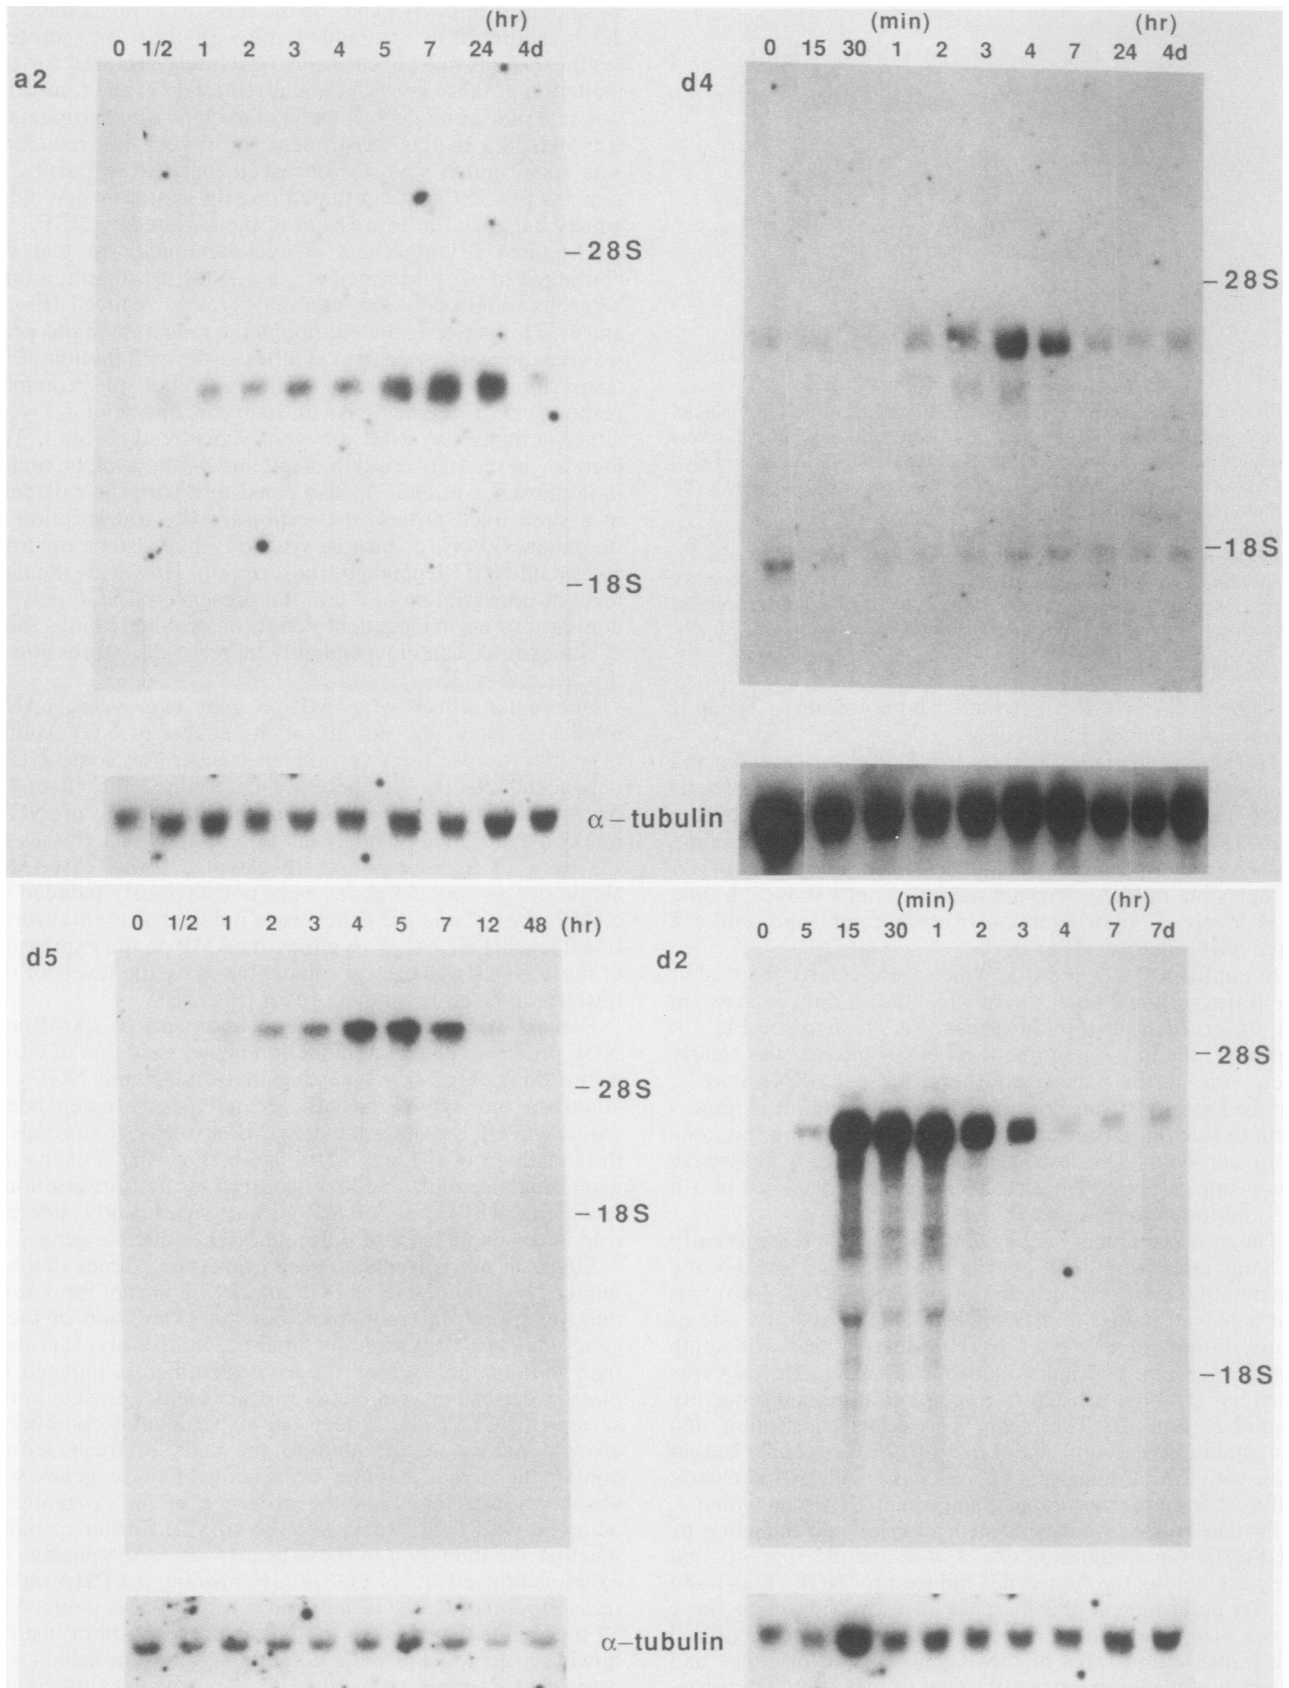 (hr)
0 1/2 1 2 3 4 5 7 24 4d
a2
–28S
–18S
(min) (hr)
0 15 30 1 2 3 4 7 24 4d
d4
–28S
–18S
α–tubulin
0 1/2 1 2 3 4 5 7 12 48 (hr)
d5
–28S
–18S
(min) (hr)
0 5 15 30 1 2 3 4 7 7d
d2
–28S
–18S
α–tubulin